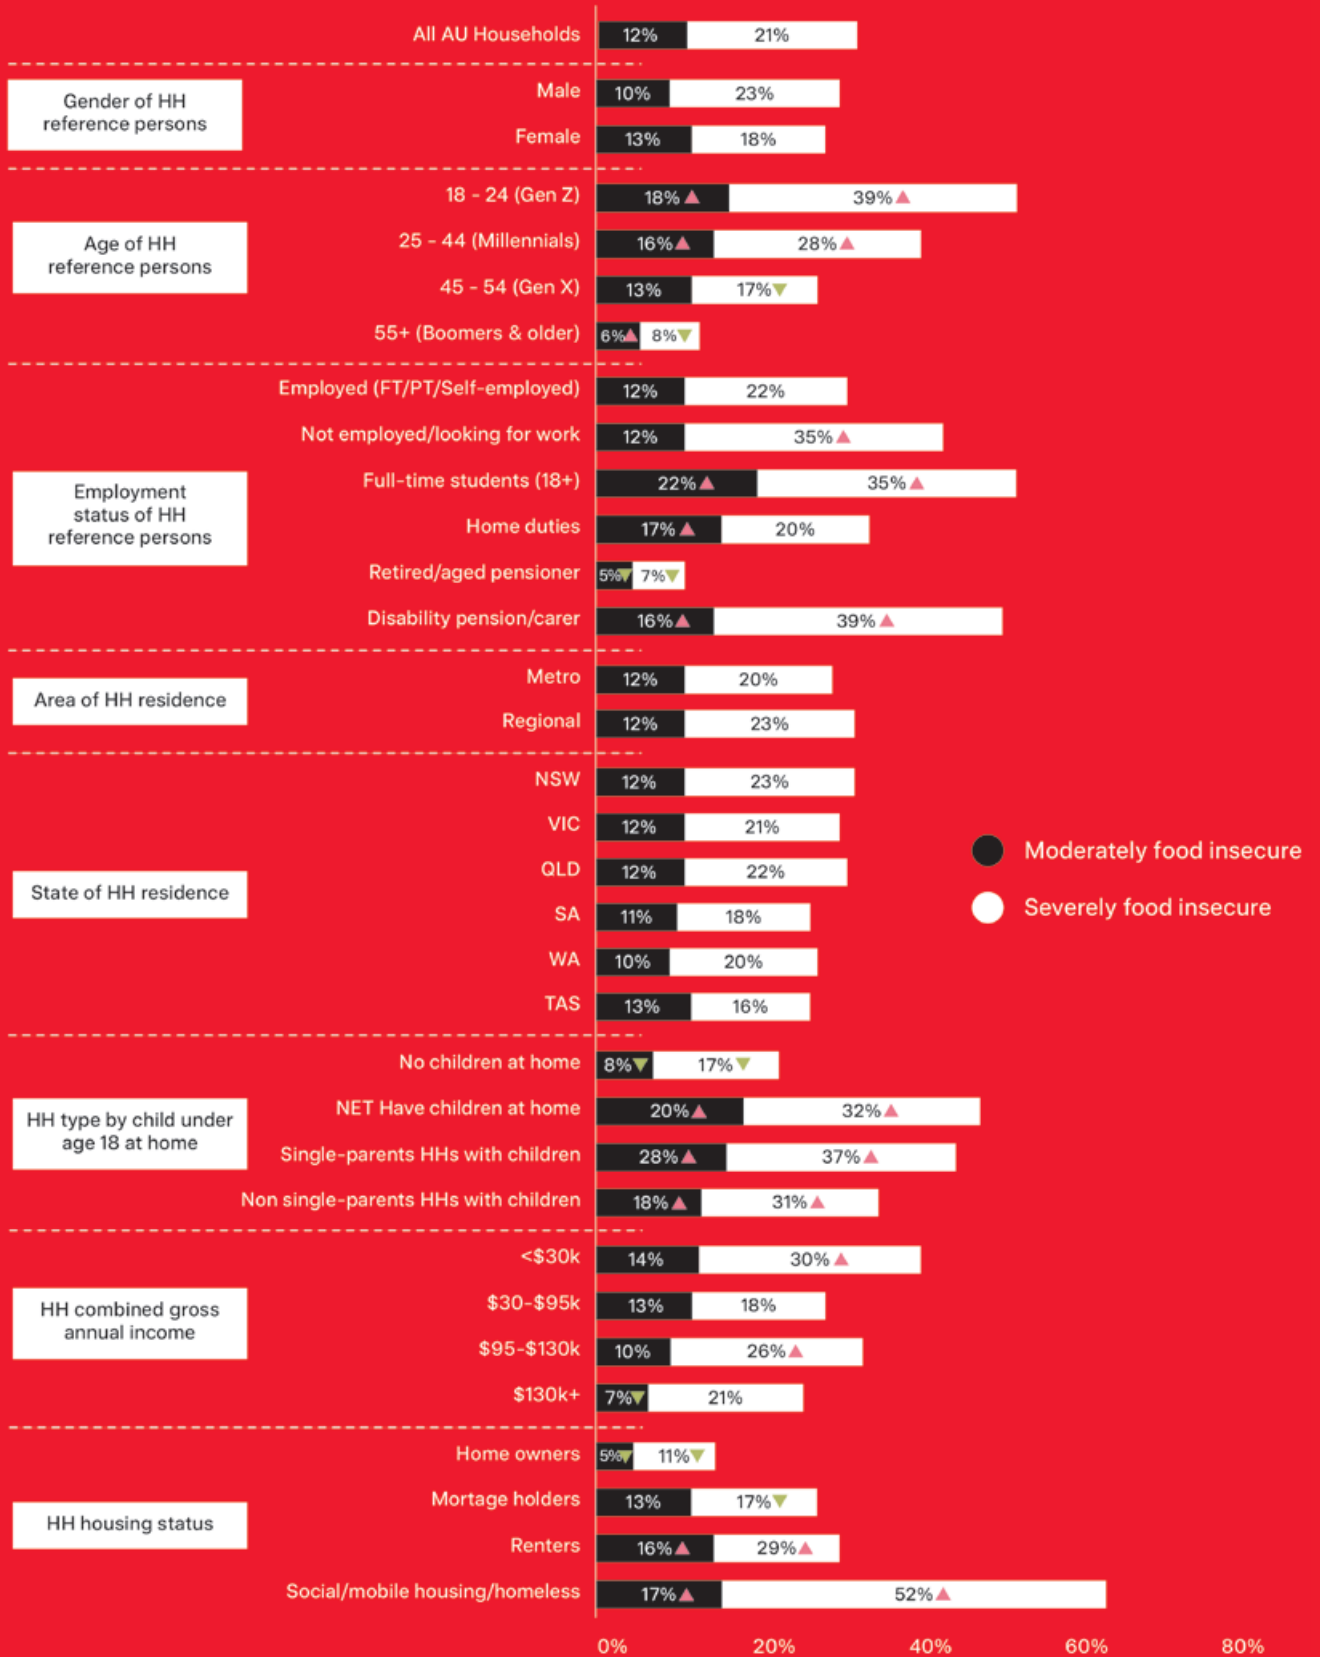 All AU Households 12% 21%
Gender of HH
reference persons
Male 10% 23%
Female 13% 18%
Age of HH
reference persons
18 - 24 (Gen Z) 18% ▲ 39% ▲
25 - 44 (Millennials) 16% ▲ 28% ▲
45 - 54 (Gen X) 13% 17% ▼
55+ (Boomers & older) 6% ▲ 8% ▼
Employment
status of HH
reference persons
Employed (FT/PT/Self-employed) 12% 22%
Not employed/looking for work 12% 35% ▲
Full-time students (18+) 22% ▲ 35% ▲
Home duties 17% ▲ 20%
Retired/aged pensioner 5% ▼ 7% ▼
Disability pension/carer 16% ▲ 39% ▲
Area of HH residence
Metro 12% 20%
Regional 12% 23%
State of HH residence
NSW 12% 23%
VIC 12% 21%
QLD 12% 22%
SA 11% 18%
WA 10% 20%
TAS 13% 16%
Moderately food insecure
Severely food insecure
HH type by child under
age 18 at home
No children at home 8% ▼ 17% ▼
NET Have children at home 20% ▲ 32% ▲
Single-parents HHs with children 28% ▲ 37% ▲
Non single-parents HHs with children 18% ▲ 31% ▲
HH combined gross
annual income
<$30k 14% 30% ▲
$30-$95k 13% 18%
$95-$130k 10% 26% ▲
$130k+ 7% ▼ 21%
HH housing status
Home owners 5% ▼ 11% ▼
Mortage holders 13% 17% ▼
Renters 16% ▲ 29% ▲
Social/mobile housing/homeless 17% ▲ 52% ▲
0% 20% 40% 60% 80%